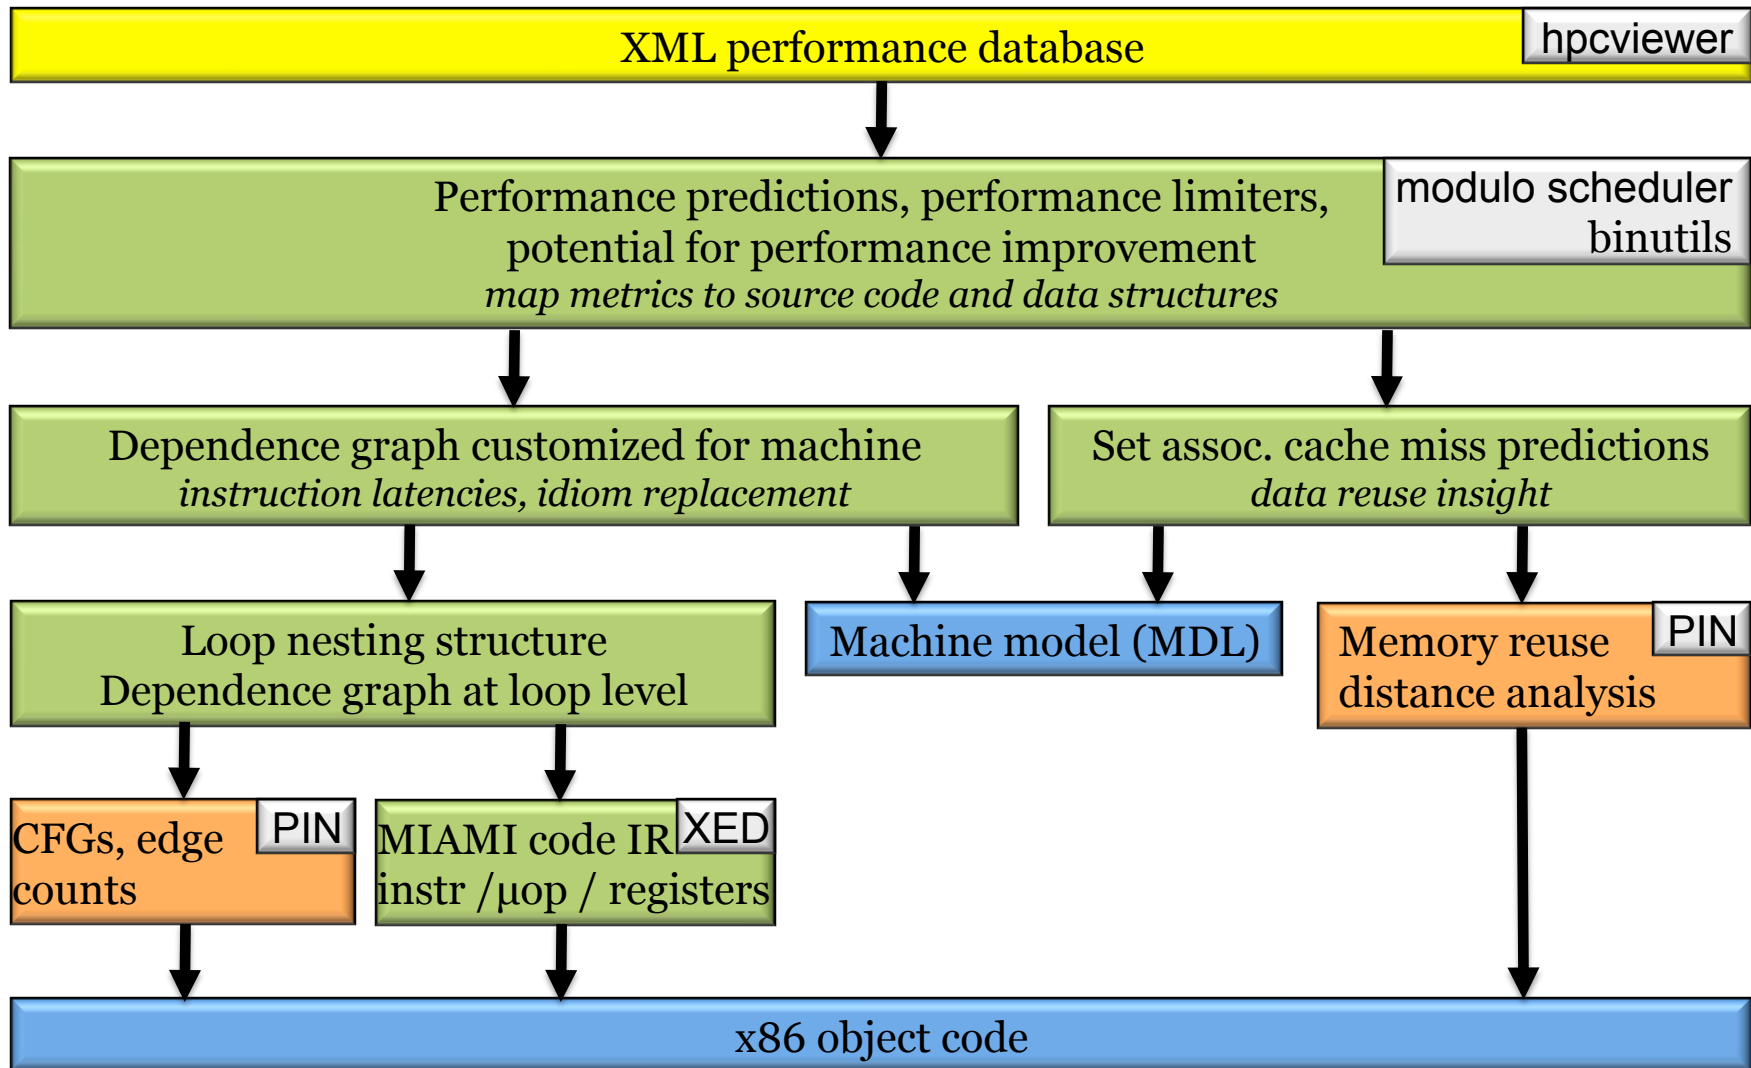 XML performance database
hpcviewer
Performance predictions, performance limiters,
potential for performance improvement
map metrics to source code and data structures
modulo scheduler
binutils
Dependence graph customized for machine
instruction latencies, idiom replacement
Set assoc. cache miss predictions
data reuse insight
Loop nesting structure
Dependence graph at loop level
Machine model (MDL)
Memory reuse
distance analysis
PIN
CFGs, edge
counts
PIN
MIAMI code IR
instr /μop / registers
XED
x86 object code